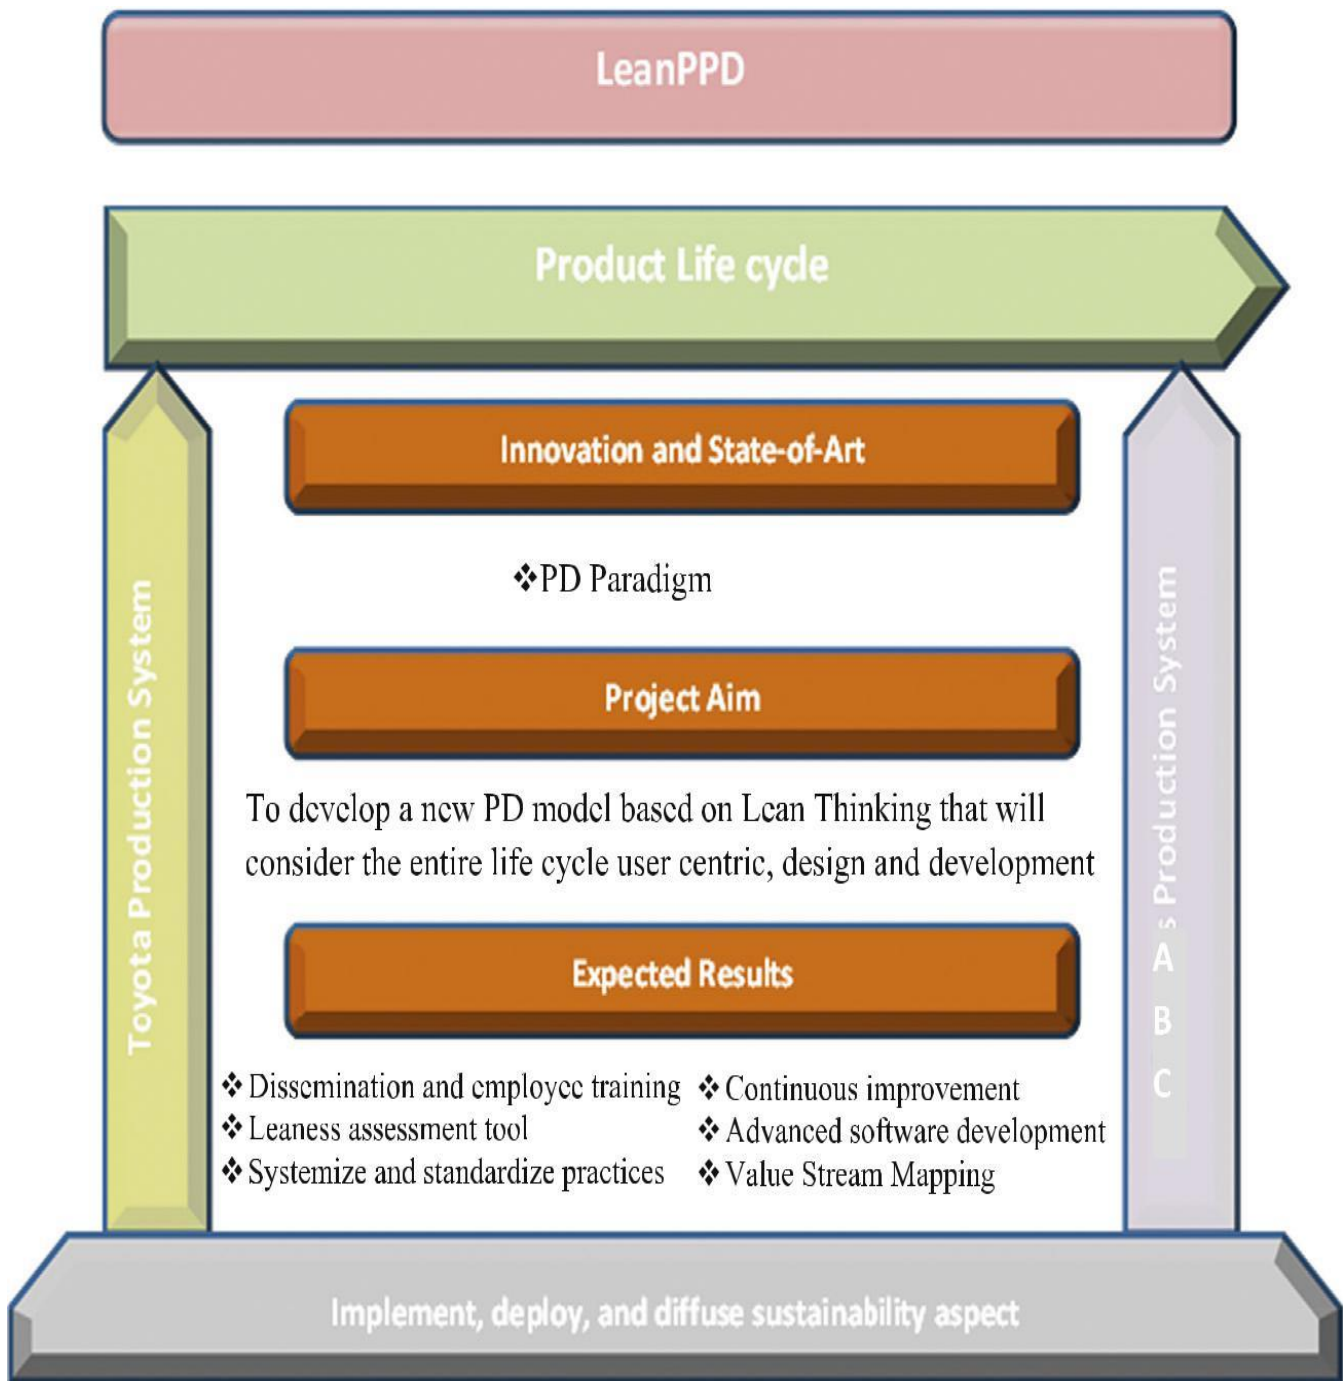 LeanPPD
Product Life cycle
Innovation and State-of-Art
❖PD Paradigm
Project Aim
To develop a new PD model based on Lean Thinking that will
consider the entire life cycle user centric, design and development
Expected Results
❖ Dissemination and employee training
❖ Leaness assessment tool
❖ Systemize and standardize practices
❖ Continuous improvement
❖ Advanced software development
❖ Value Stream Mapping
Toyota Production System
s Production System
A
B
C
Implement, deploy, and diffuse sustainability aspect